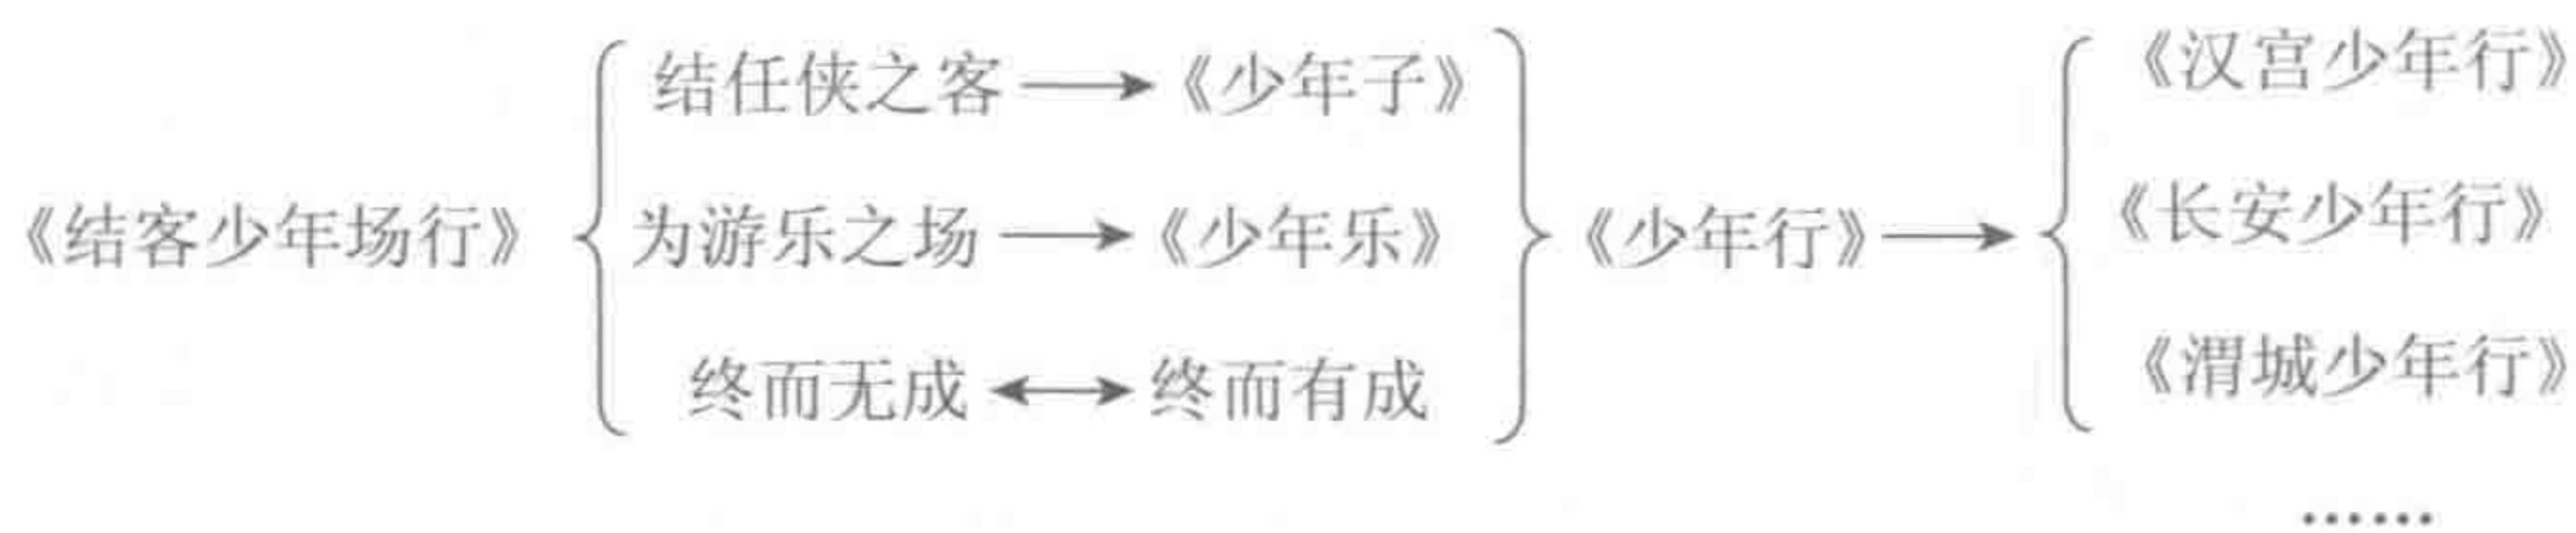 《结客少年场行》
结任侠之客 《少年子》
为游乐之场 《少年乐》
终而无成 终而有成
《少年行》
《汉宫少年行》
《长安少年行》
《渭城少年行》
……